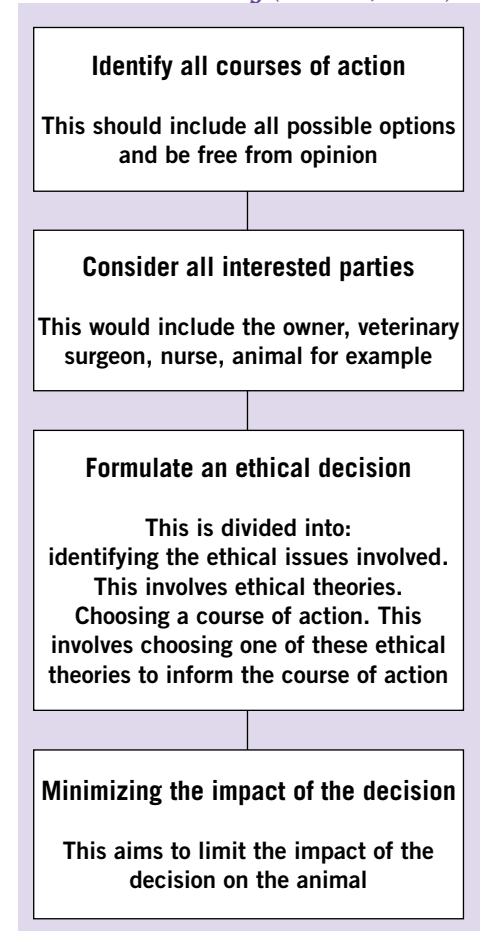 Identify all courses of action
This should include all possible options
and be free from opinion
Consider all interested parties
This would include the owner, veterinary
surgeon, nurse, animal for example
Formulate an ethical decision
This is divided into:
identifying the ethical issues involved.
This involves ethical theories.
Choosing a course of action. This
involves choosing one of these ethical
theories to inform the course of action
Minimizing the impact of the decision
This aims to limit the impact of the
decision on the animal